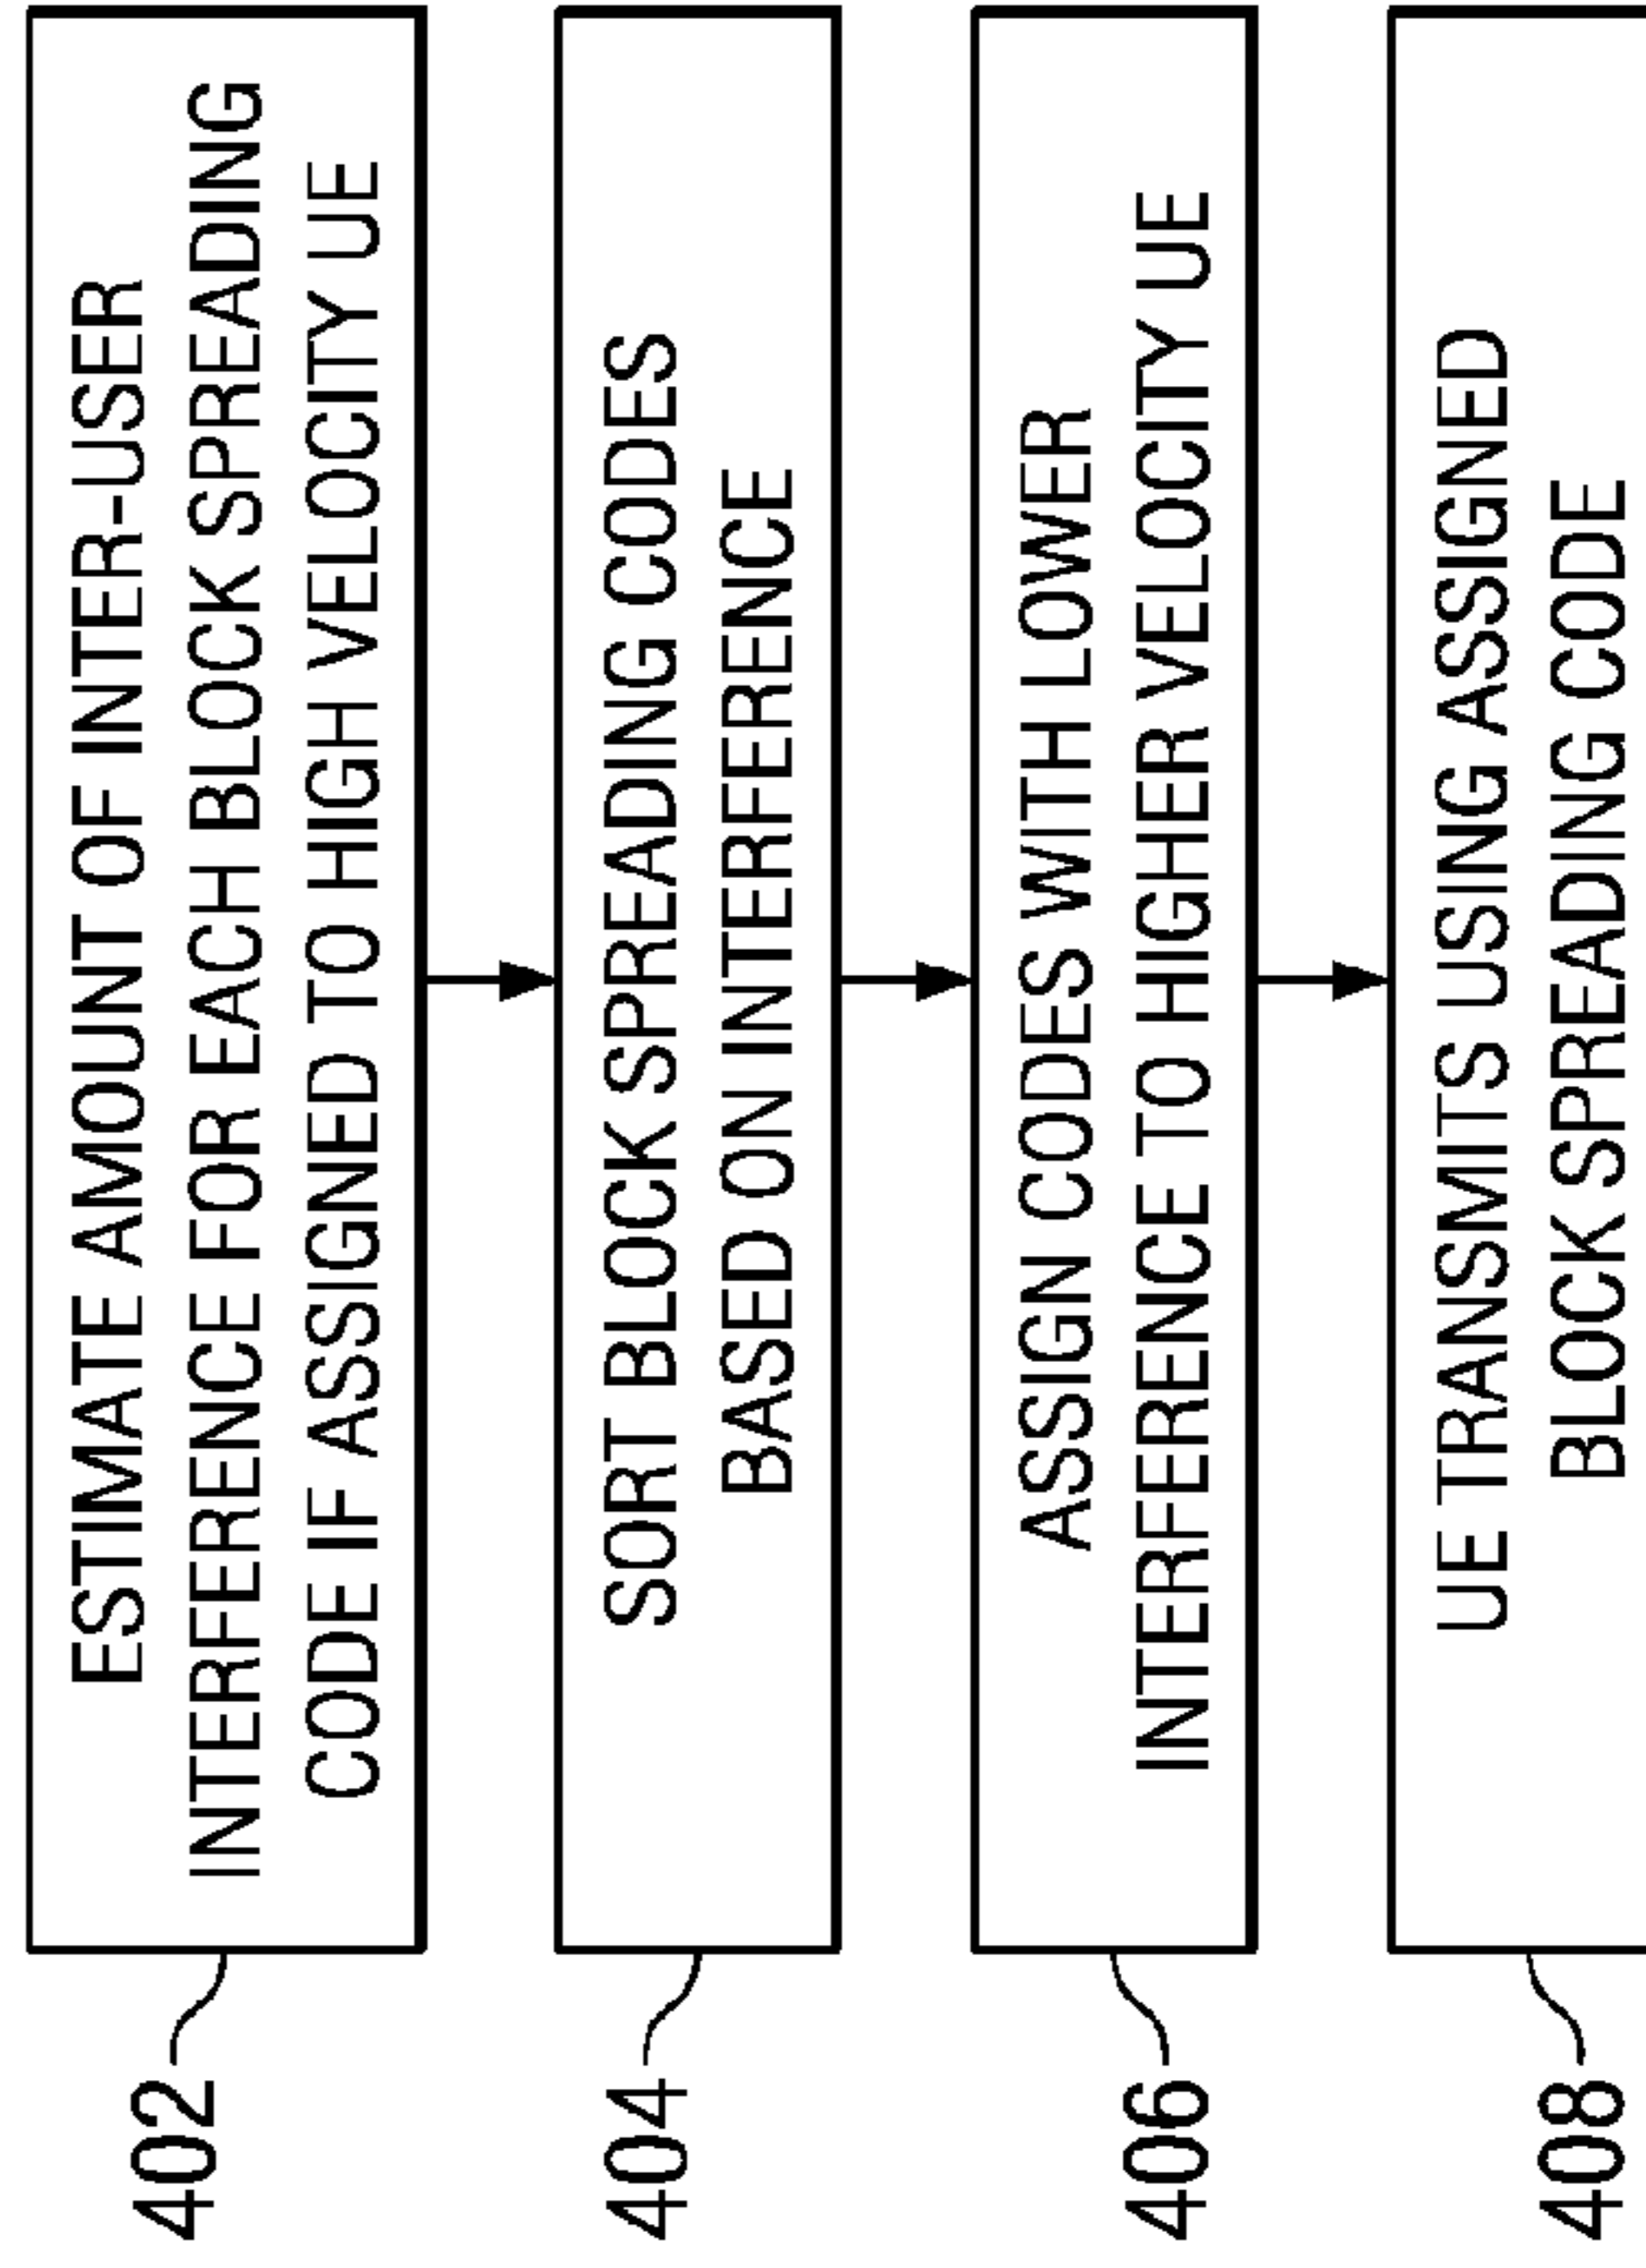 402
ESTIMATE AMOUNT OF INTER-USER
INTERFERENCE FOR EACH BLOCK SPREADING
CODE IF ASSIGNED TO HIGH VELOCITY UE
404
SORT BLOCK SPREADING CODES
BASED ON INTERFERENCE
406
ASSIGN CODES WITH LOWER
INTERFERENCE TO HIGHER VELOCITY UE
408
UE TRANSMITS USING ASSIGNED
BLOCK SPREADING CODE